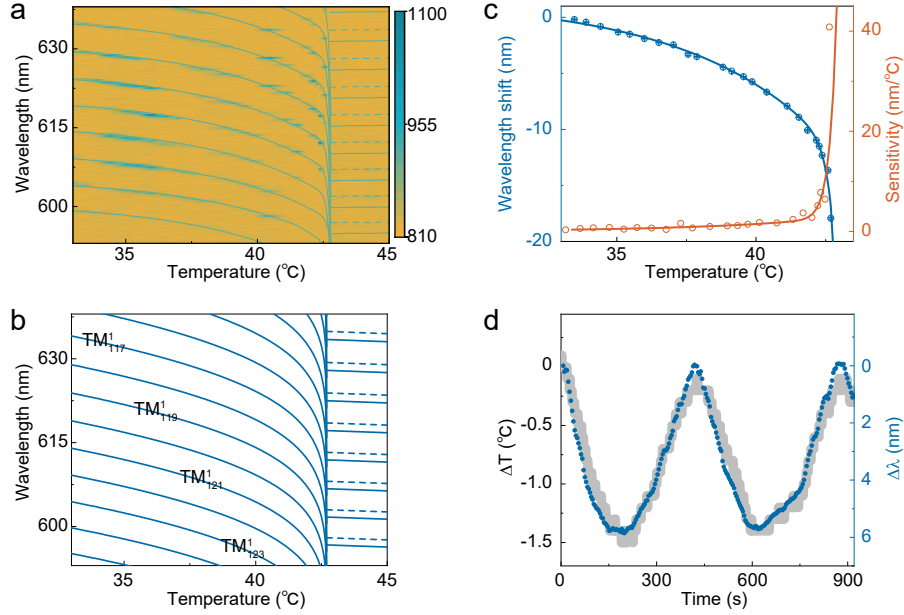 a
Wavelength (nm)
630
615
600
35
40
45
Temperature (℃)
1100
955
810
c
Wavelength shift (nm)
0
-10
-20
35
40
Temperature (℃)
40
20
0
Sensitivity (nm/℃)
b
Wavelength (nm)
630
615
600
TM¹₁₁₇
TM¹₁₁₉
TM¹₁₂₁
TM¹₁₂₃
35
40
45
Temperature (℃)
d
ΔT (℃)
0
-0.5
-1.0
-1.5
0
300
600
900
Time (s)
0
2
4
6
Δλ (nm)